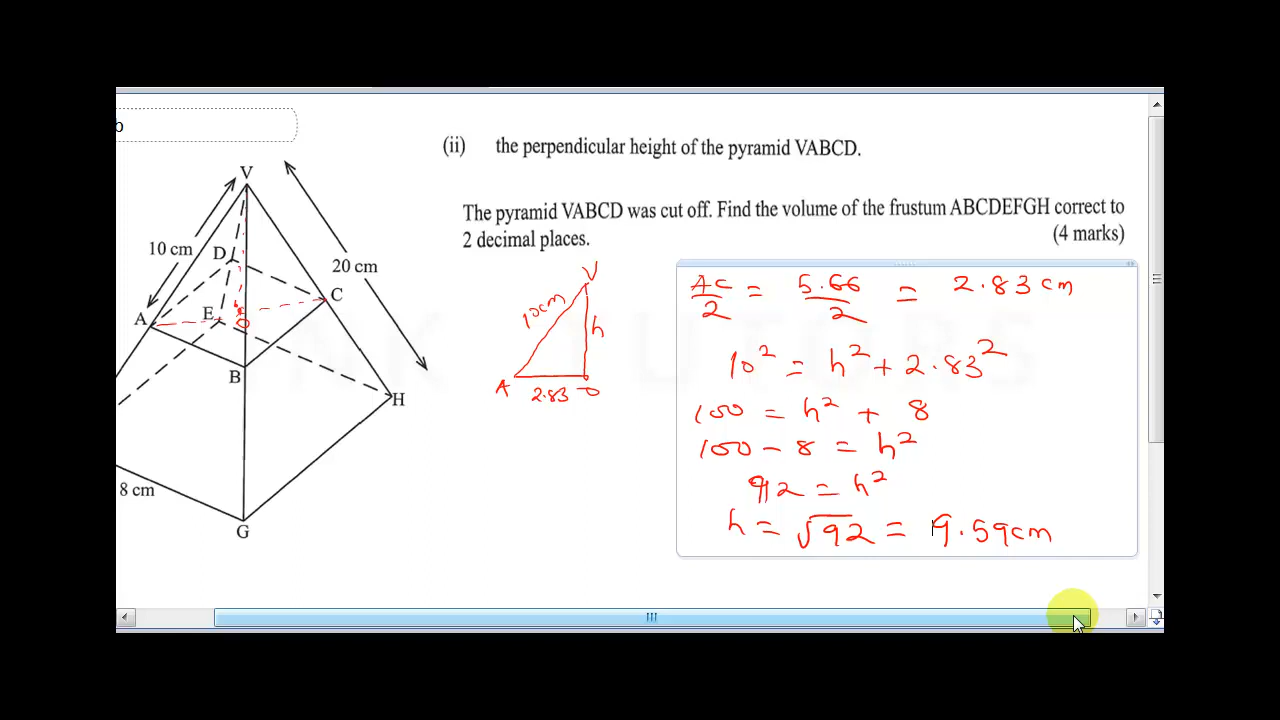 b
(ii) the perpendicular height of the pyramid VABCD.
The pyramid VABCD was cut off. Find the volume of the frustum ABCDEFGH correct to
2 decimal places. (4 marks)
V
10 cm
D
20 cm
C
A
E
O
B
H
8 cm
G
V
10cm
h
A
2.83
O
AC/2 = 5.66/2 = 2.83 cm
10² = h² + 2.83²
100 = h² + 8
100 - 8 = h²
92 = h²
h = √92 = 9.59cm